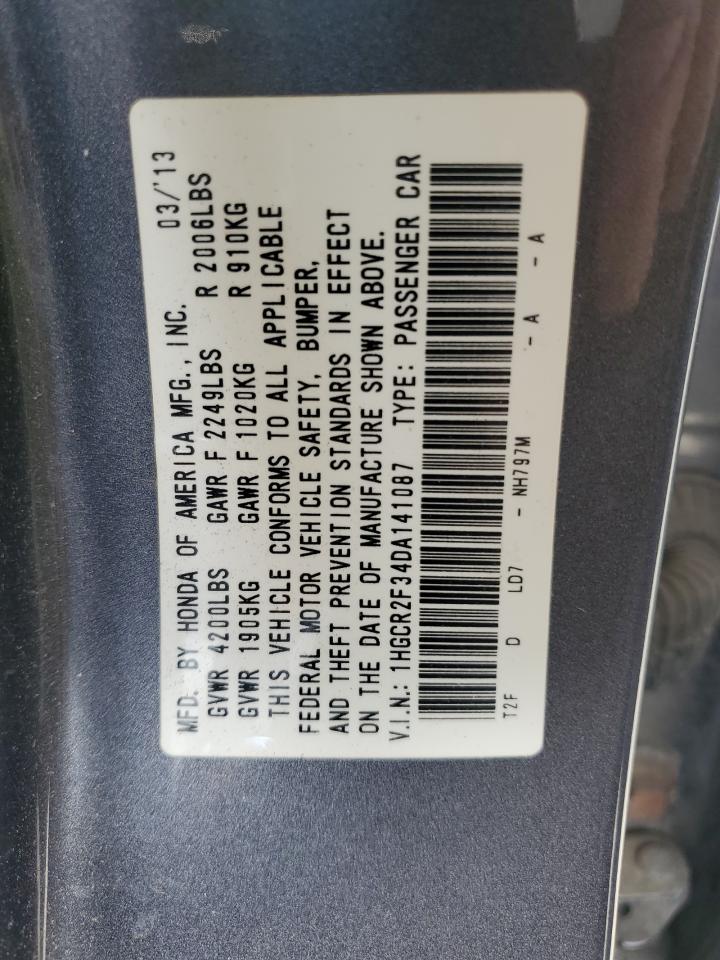 MFD. BY HONDA OF AMERICA MFG., INC. 03/'13
GVWR 4200LBS GAWR F 2249LBS R 2006LBS
GVWR 1905KG GAWR F 1020KG R 910KG
THIS VEHICLE CONFORMS TO ALL APPLICABLE
FEDERAL MOTOR VEHICLE SAFETY, BUMPER,
AND THEFT PREVENTION STANDARDS IN EFFECT
ON THE DATE OF MANUFACTURE SHOWN ABOVE.
V.I.N.: 1HGCR2F34DA141087 TYPE: PASSENGER CAR
T2F D LD7 - NH797M - A - A